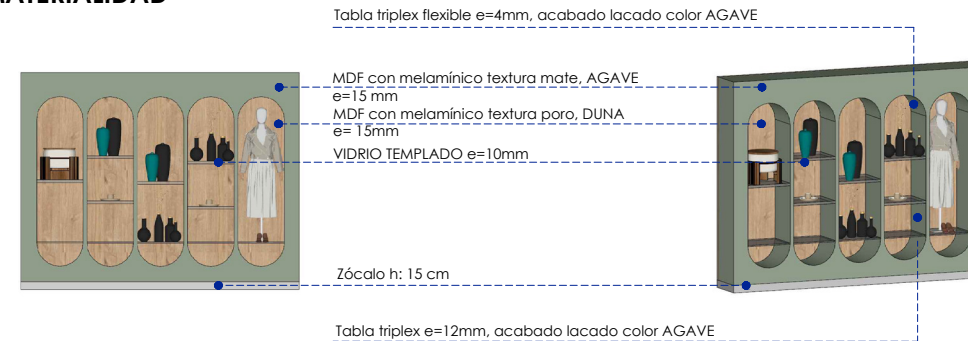 MATERIALIDAD
Tabla triplex flexible e=4mm, acabado lacado color AGAVE
MDF con melamínico textura mate, AGAVE
e=15 mm
MDF con melamínico textura poro, DUNA
e= 15mm
VIDRIO TEMPLADO e=10mm
Zócalo h: 15 cm
Tabla triplex e=12mm, acabado lacado color AGAVE